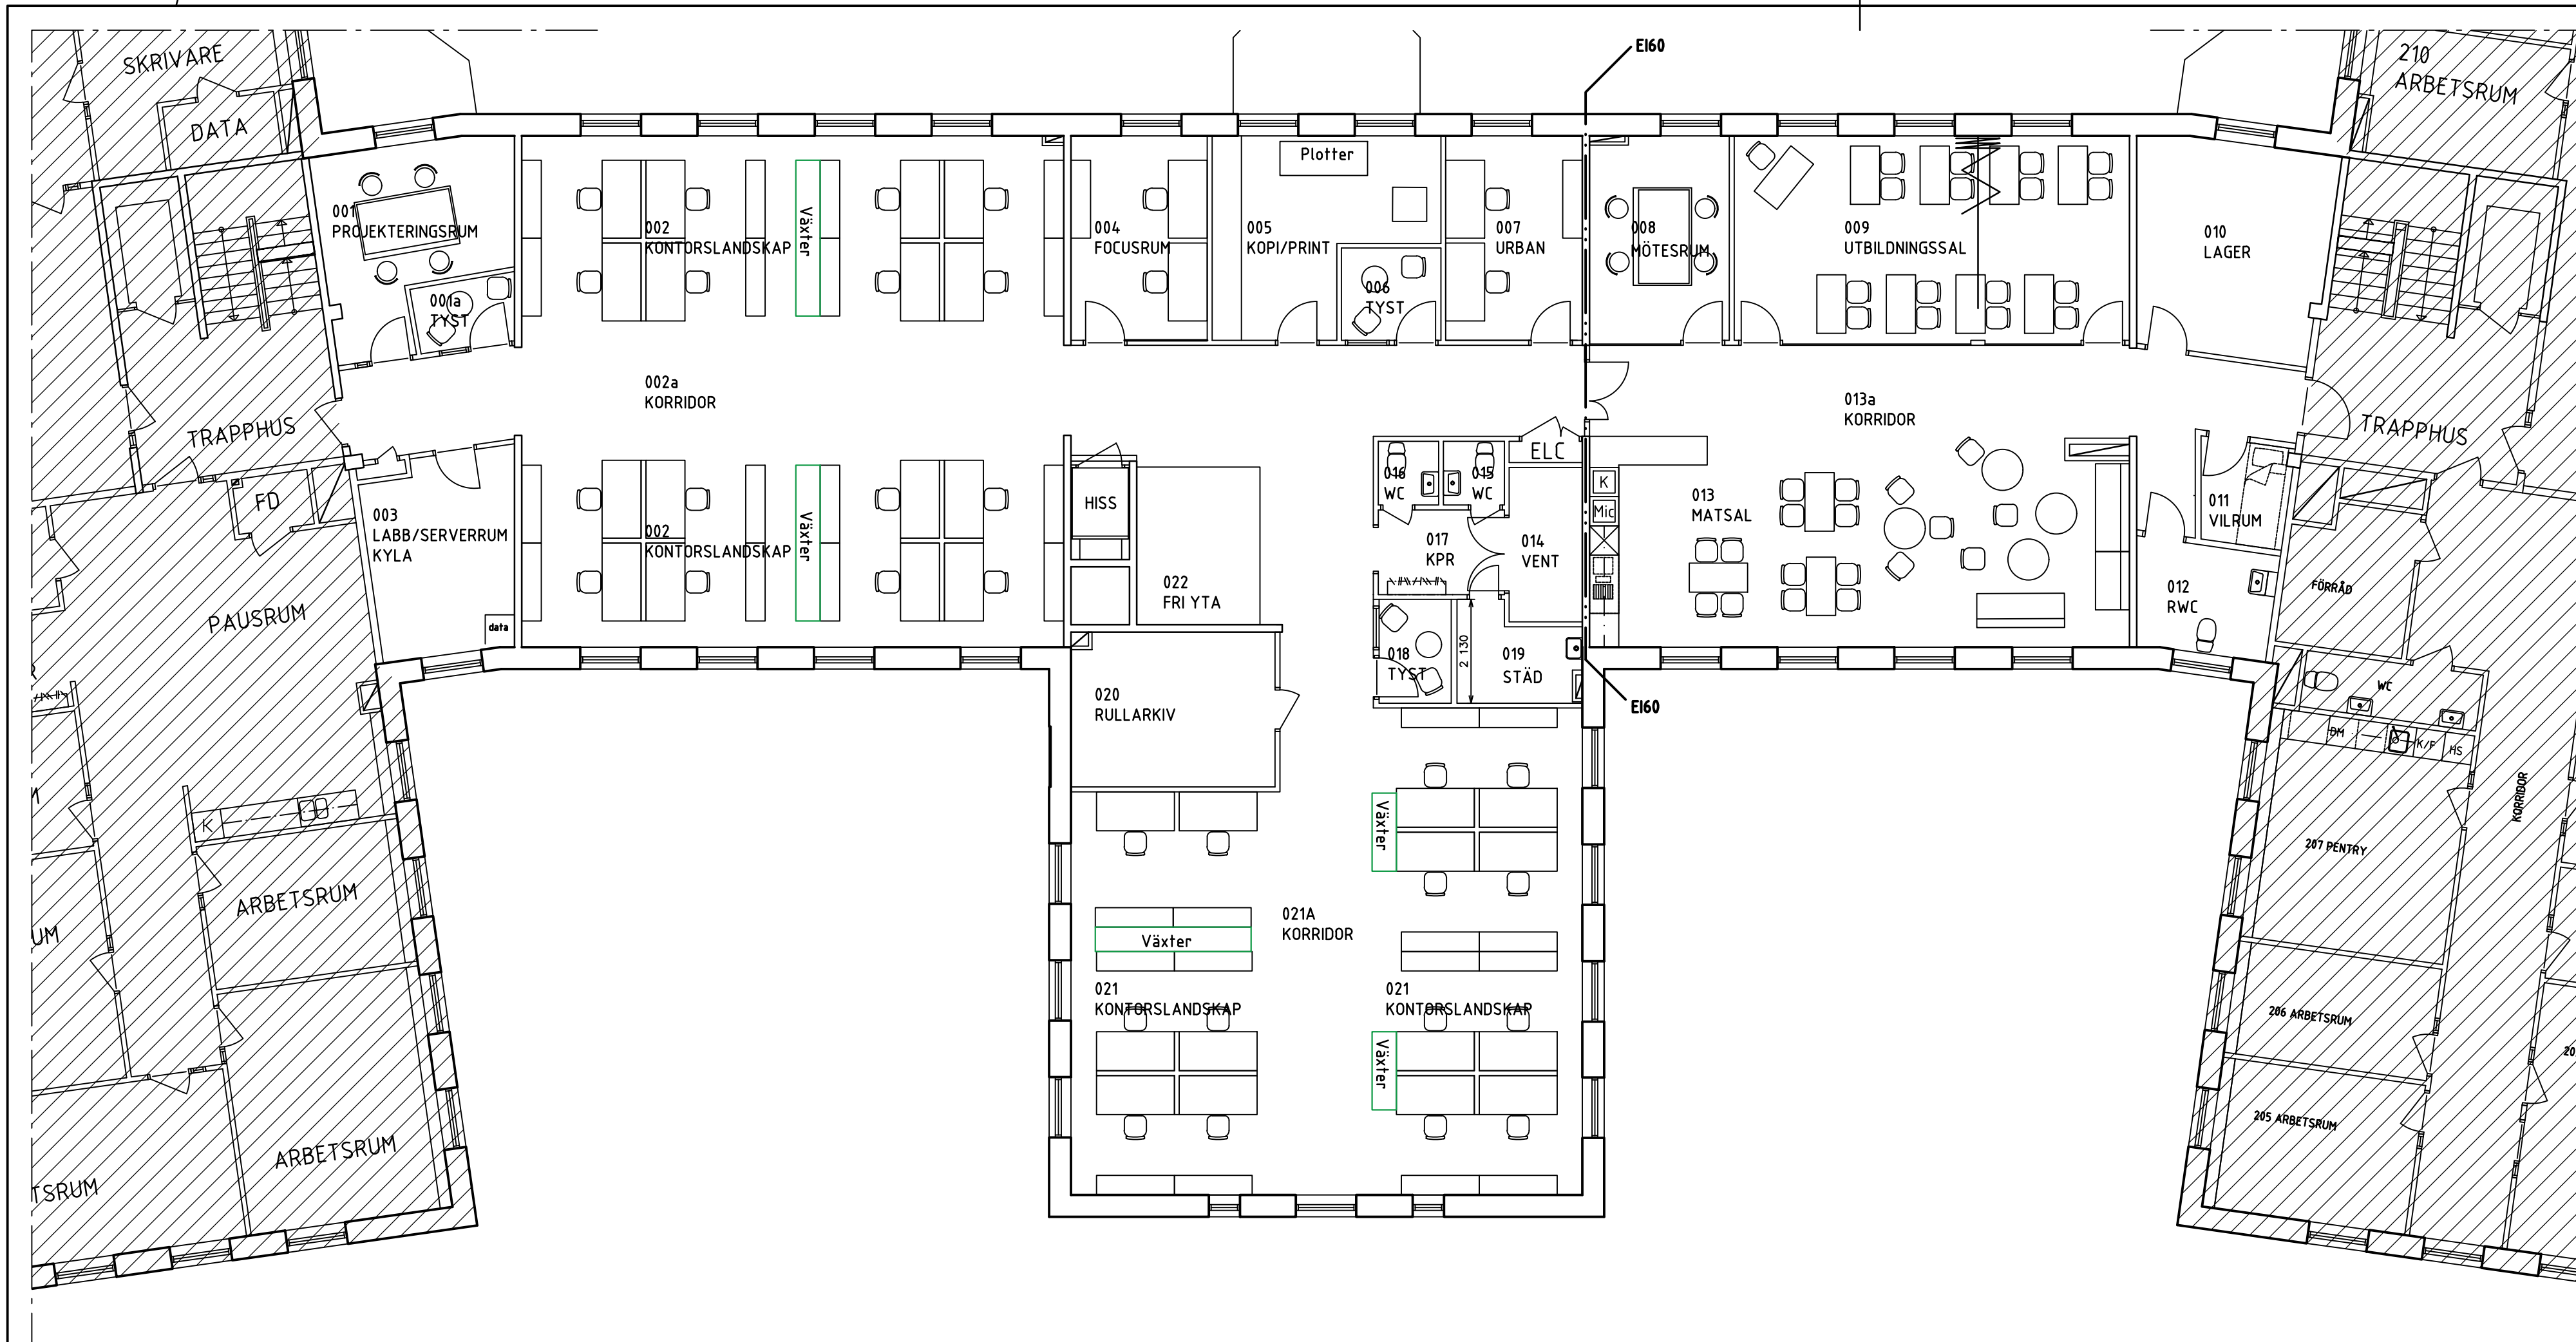 EI60
SKRIVARE
DATA
210
ARBETSRUM
001
PROJEKTERINGSRUM
001a
TYST
002
KONTORSLANDSKAP
Växter
004
FOCUSRUM
Plotter
005
KOPI/PRINT
006
TYST
007
URBAN
008
MÖTESRUM
009
UTBILDNINGSSAL
010
LAGER
TRAPPHUS
002a
KORRIDOR
013a
KORRIDOR
TRAPPHUS
FD
003
LABB/SERVERRUM
KYLA
data
002
KONTORSLANDSKAP
Växter
HISS
022
FRI YTA
016
WC
015
WC
ELC
017
KPR
014
VENT
K
Mic
013
MATSAL
011
VILRUM
012
RWC
FÖRRÅD
PAUSRUM
018
TYST
2 130
019
STÄD
EI60
020
RULLARKIV
WC
DM
K/F
HS
KORRIDOR
207 PENTRY
K
ARBETSRUM
UM
Växter
Växter
021A
KORRIDOR
021
KONTORSLANDSKAP
021
KONTORSLANDSKAP
Växter
206 ARBETSRUM
205 ARBETSRUM
20
ARBETSRUM
TSRUM